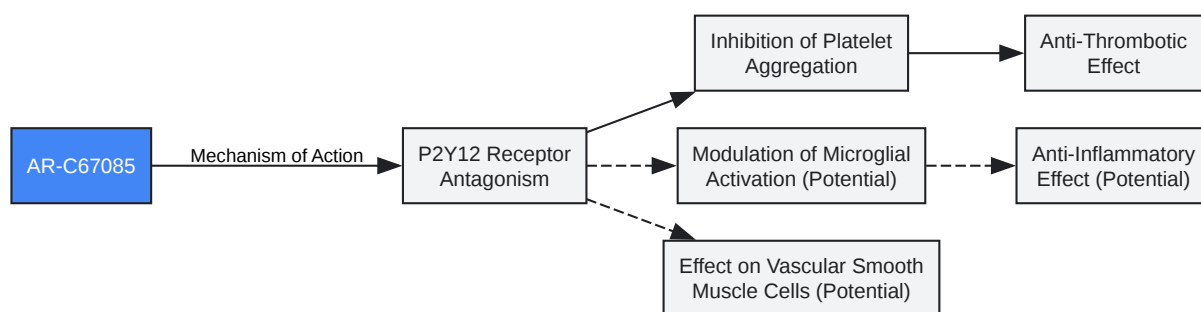 AR-C67085
Mechanism of Action
P2Y12 Receptor
Antagonism
Inhibition of Platelet
Aggregation
Anti-Thrombotic
Effect
Modulation of Microglial
Activation (Potential)
Anti-Inflammatory
Effect (Potential)
Effect on Vascular Smooth
Muscle Cells (Potential)